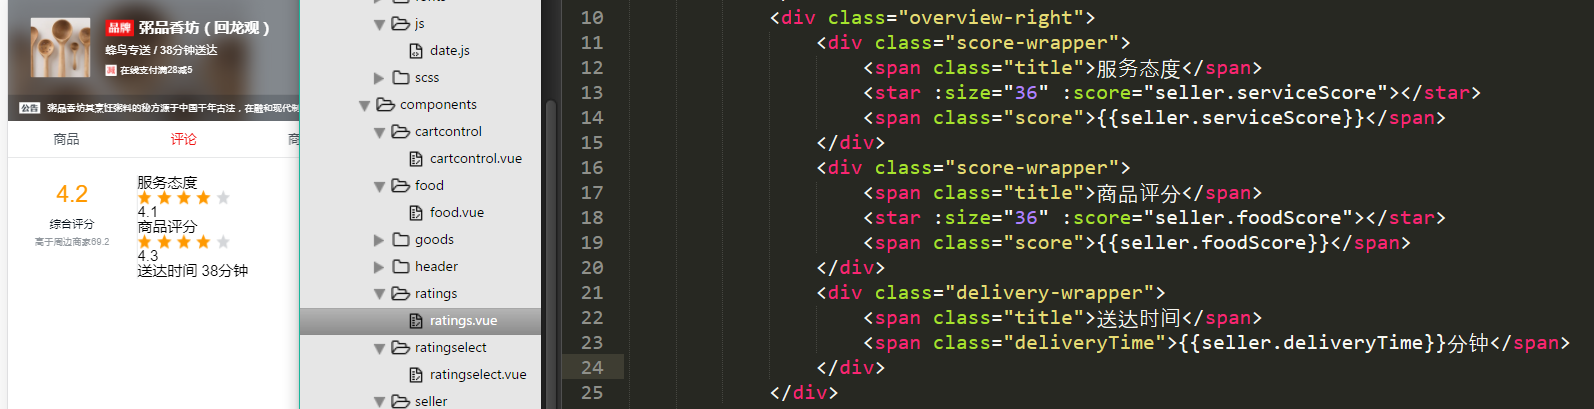 品牌 粥品香坊（回龙观）
蜂鸟专送 / 38分钟送达
减 在线支付满28减5
公告 粥品香坊其烹饪粥料的秘方源于中国千年古法，在融和现代制
商品 评论 商
4.2
综合评分
高于周边商家69.2
服务态度
4.1
商品评分
4.3
送达时间 38分钟
js
date.js
scss
components
cartcontrol
cartcontrol.vue
food
food.vue
goods
header
ratings
ratings.vue
ratingselect
ratingselect.vue
seller
10 <div class="overview-right">
11 <div class="score-wrapper">
12 <span class="title">服务态度</span>
13 <star :size="36" :score="seller.serviceScore"></star>
14 <span class="score">{{seller.serviceScore}}</span>
15 </div>
16 <div class="score-wrapper">
17 <span class="title">商品评分</span>
18 <star :size="36" :score="seller.foodScore"></star>
19 <span class="score">{{seller.foodScore}}</span>
20 </div>
21 <div class="delivery-wrapper">
22 <span class="title">送达时间</span>
23 <span class="deliveryTime">{{seller.deliveryTime}}分钟</span>
24 </div>
25 </div>